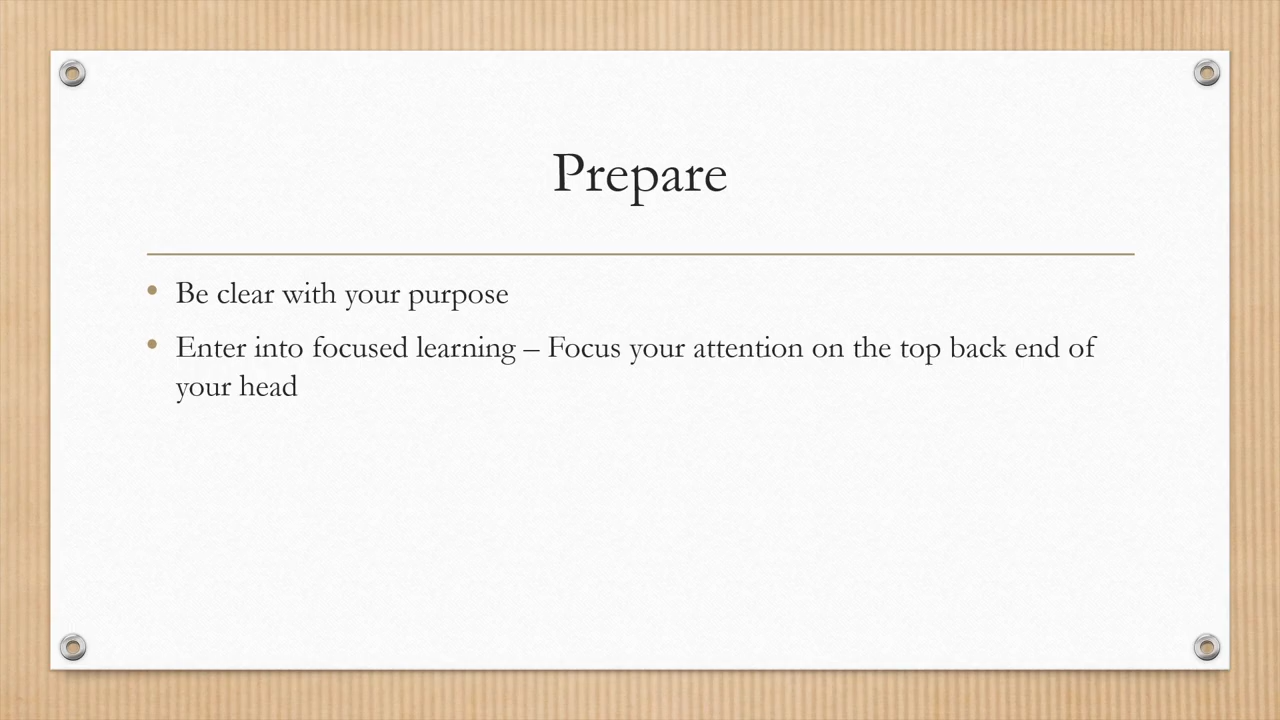 Prepare
• Be clear with your purpose
• Enter into focused learning – Focus your attention on the top back end of
your head